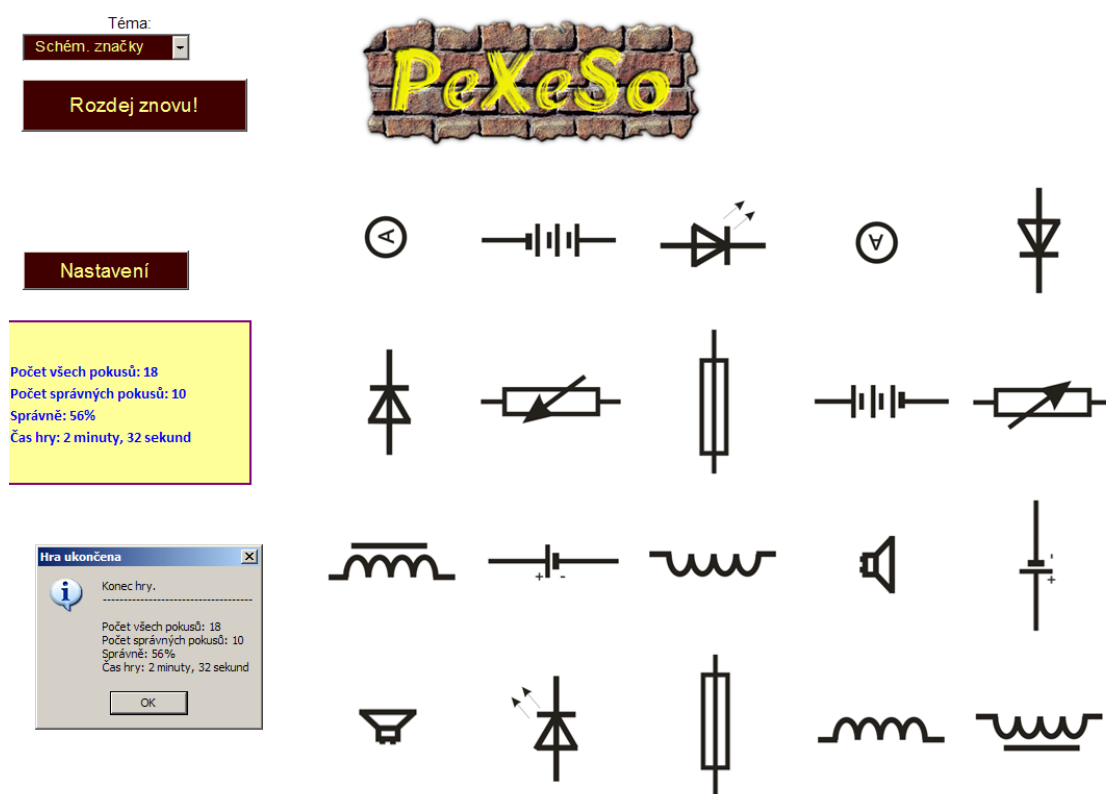 Téma:
Schém. značky
PeXeSo
Rozdej znovu!
A
A
Nastavení
Počet všech pokusů: 18
Počet správných pokusů: 10
Správně: 56%
Čas hry: 2 minuty, 32 sekund
Hra ukončena
Konec hry.
------------------------------------
Počet všech pokusů: 18
Počet správných pokusů: 10
Správně: 56%
Čas hry: 2 minuty, 32 sekund
OK
+ -
-
+